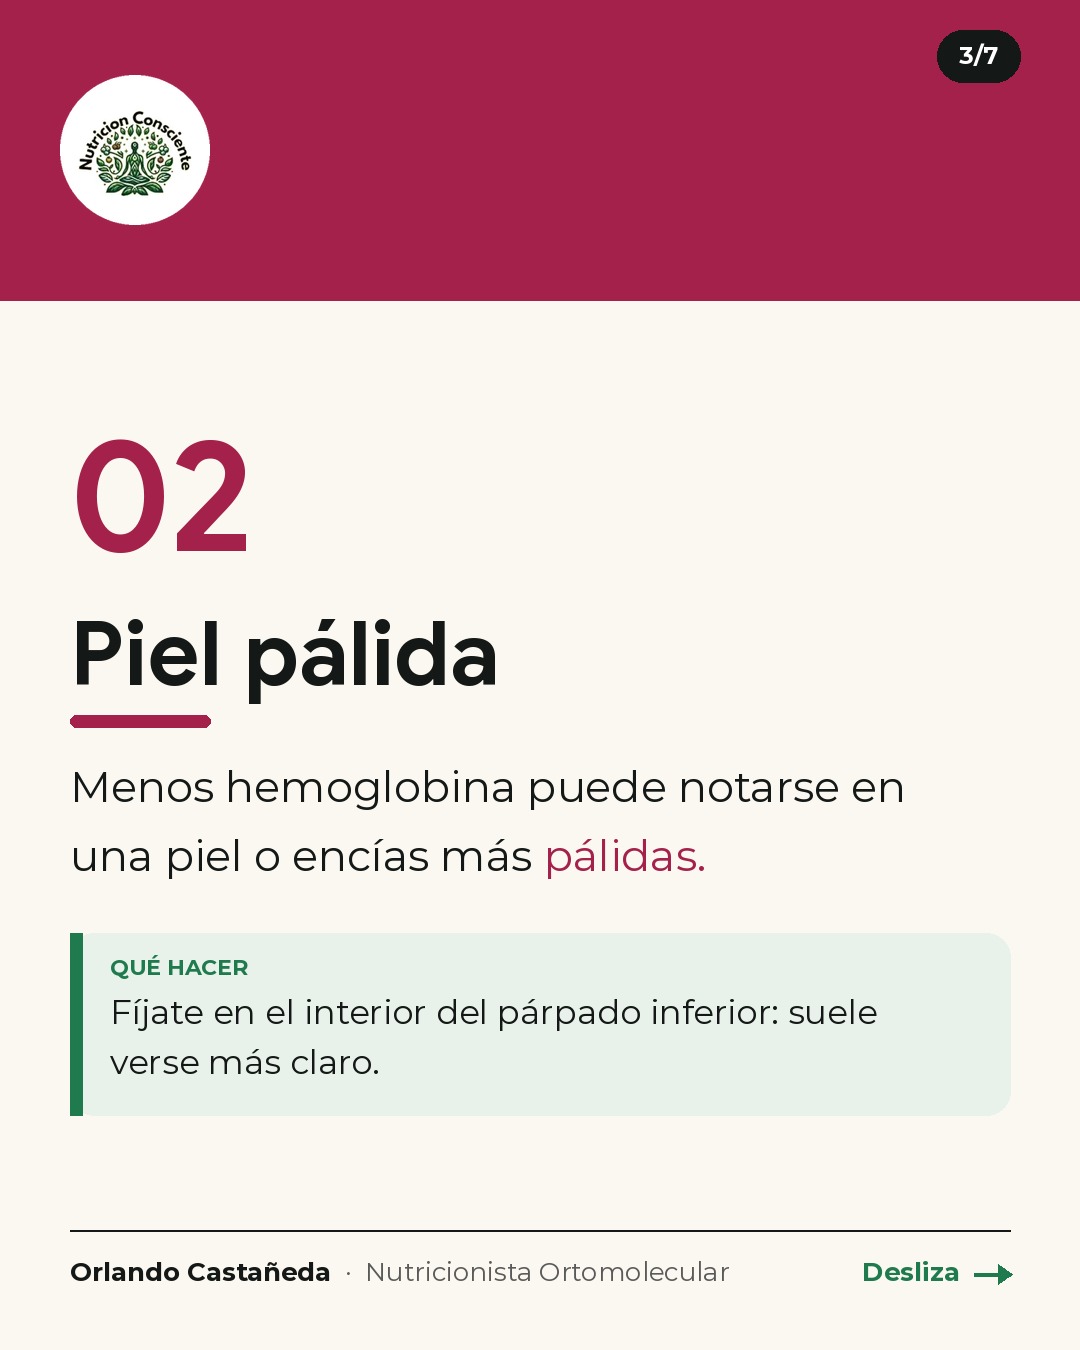 3/7
Nutricion Consciente
02
Piel pálida
Menos hemoglobina puede notarse en
una piel o encías más pálidas.
QUÉ HACER
Fíjate en el interior del párpado inferior: suele
verse más claro.
Orlando Castañeda · Nutricionista Ortomolecular
Desliza